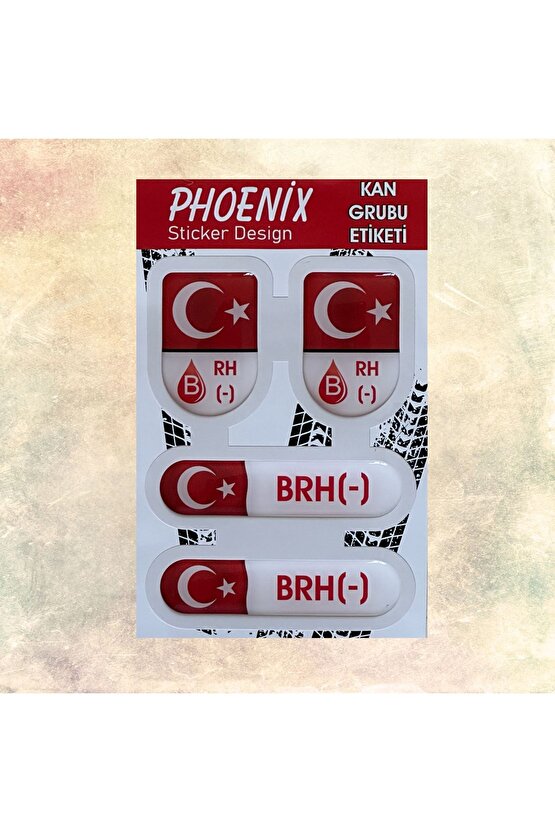 PHOENİX
Sticker Design
KAN
GRUBU
ETİKETİ
B
RH
(-)
B
RH
(-)
BRH(-)
BRH(-)